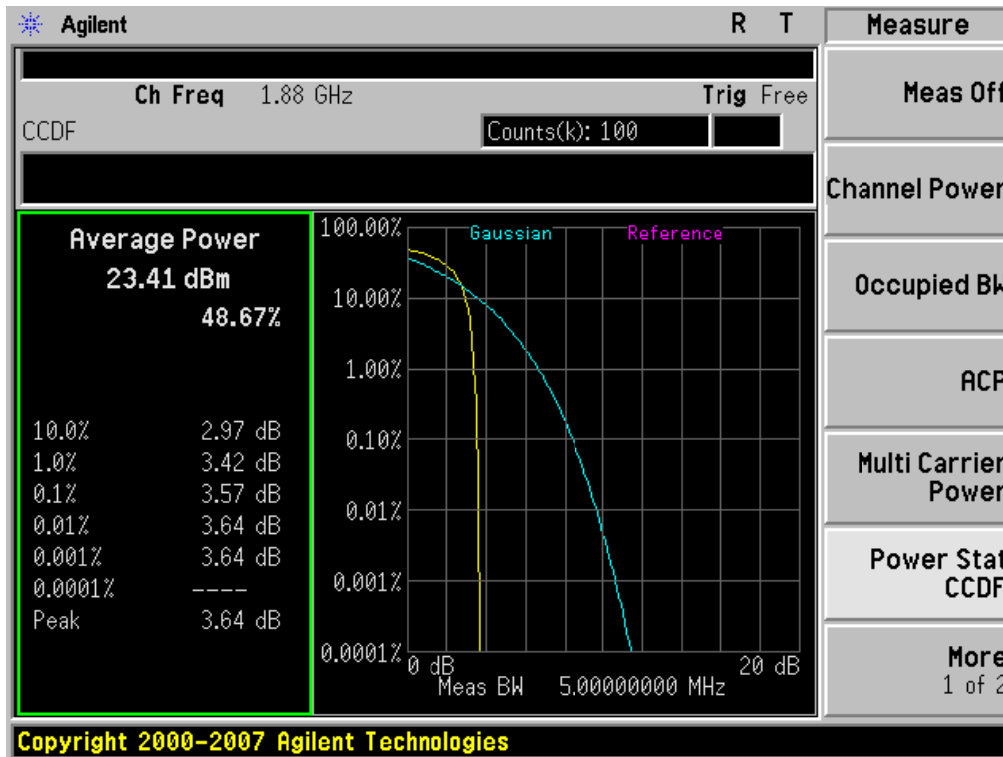 Agilent R T
Ch Freq 1.88 GHz Trig Free
CCDF Counts(k): 100
Average Power
23.41 dBm
48.67%
10.0% 2.97 dB
1.0% 3.42 dB
0.1% 3.57 dB
0.01% 3.64 dB
0.001% 3.64 dB
0.0001% ----
Peak 3.64 dB
Gaussian Reference
100.00%
10.00%
1.00%
0.10%
0.01%
0.001%
0.0001%
0 dB 20 dB
Meas BW 5.00000000 MHz
Measure
Meas Off
Channel Power
Occupied BW
ACP
Multi Carrier
Power
Power Stat
CCDF
More
1 of 2
Copyright 2000-2007 Agilent Technologies